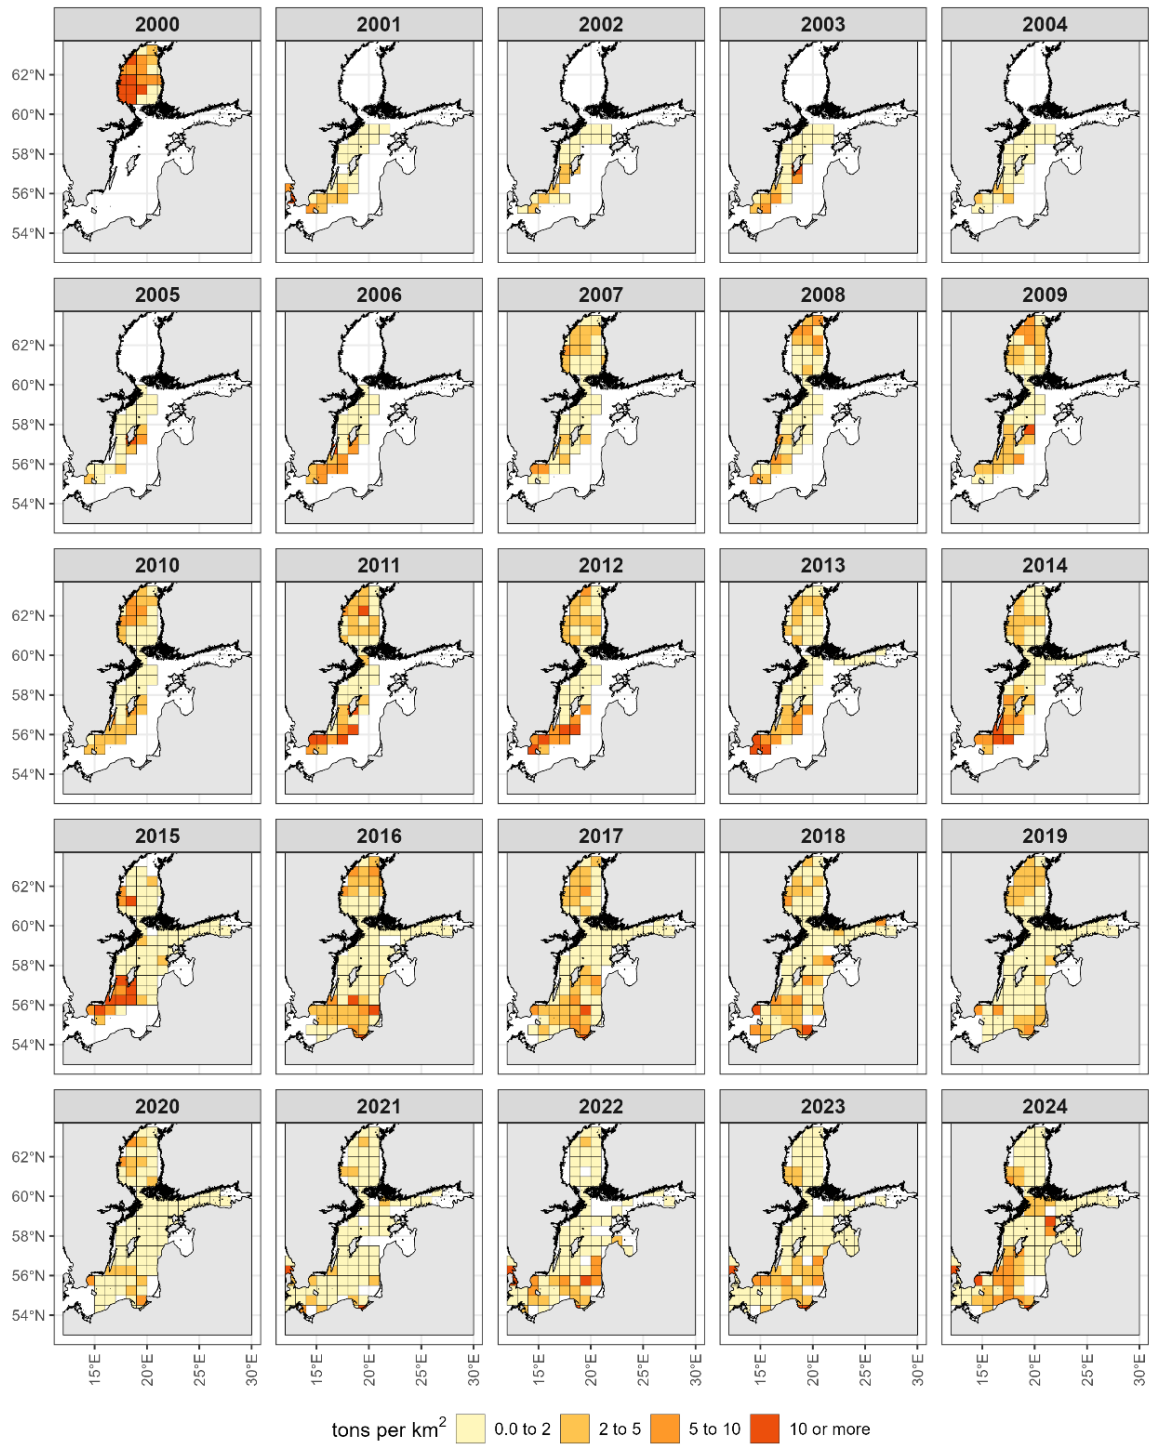 2000 2001 2002 2003 2004
62°N
60°N
58°N
56°N
54°N
2005 2006 2007 2008 2009
62°N
60°N
58°N
56°N
54°N
2010 2011 2012 2013 2014
62°N
60°N
58°N
56°N
54°N
2015 2016 2017 2018 2019
62°N
60°N
58°N
56°N
54°N
2020 2021 2022 2023 2024
62°N
60°N
58°N
56°N
54°N
15°E 20°E 25°E 30°E 15°E 20°E 25°E 30°E 15°E 20°E 25°E 30°E 15°E 20°E 25°E 30°E 15°E 20°E 25°E 30°E
tons per km² 0.0 to 2 2 to 5 5 to 10 10 or more